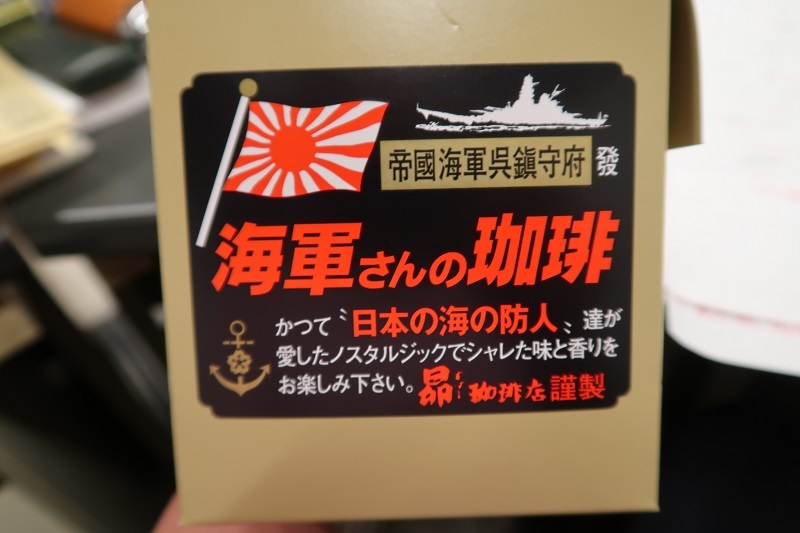 帝國海軍呉鎮守府 發
海軍さんの珈琲
かつて〝日本の海の防人〟達が
愛したノスタルジックでシャレた味と香りを
お楽しみ下さい。昴珈琲店謹製